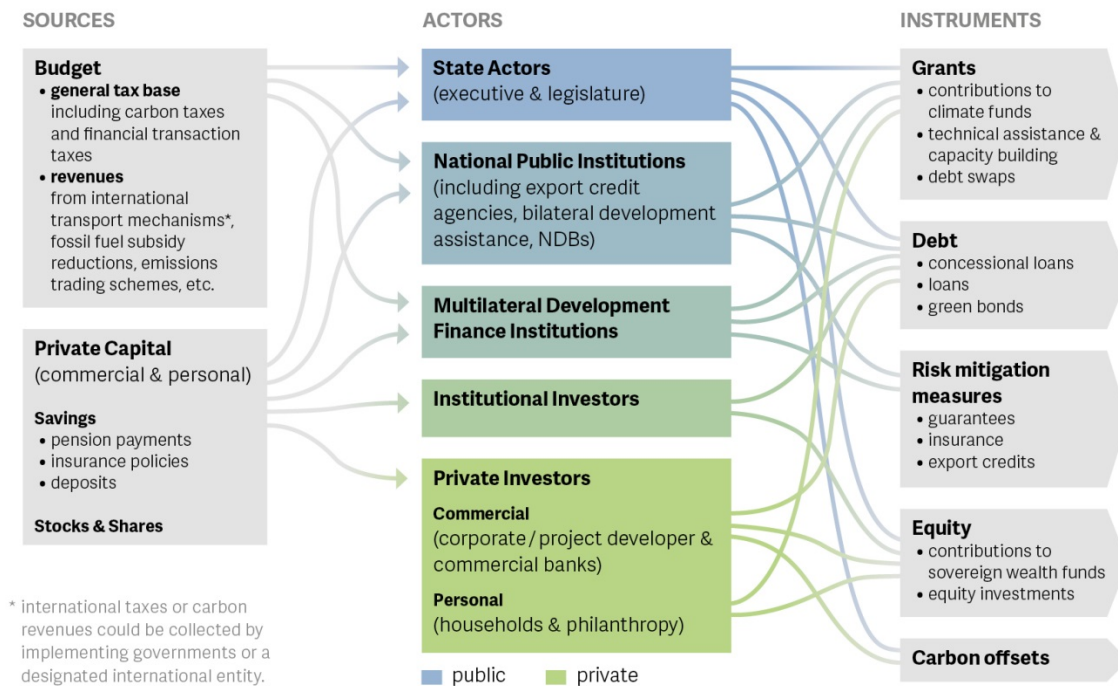 SOURCES
Budget
• general tax base
including carbon taxes
and financial transaction
taxes
• revenues
from international
transport mechanisms*,
fossil fuel subsidy
reductions, emissions
trading schemes, etc.
Private Capital
(commercial & personal)
Savings
• pension payments
• insurance policies
• deposits
Stocks & Shares
* international taxes or carbon
revenues could be collected by
implementing governments or a
designated international entity.
ACTORS
State Actors
(executive & legislature)
National Public Institutions
(including export credit
agencies, bilateral development
assistance, NDBs)
Multilateral Development
Finance Institutions
Institutional Investors
Private Investors
Commercial
(corporate / project developer &
commercial banks)
Personal
(households & philanthropy)
public
private
INSTRUMENTS
Grants
• contributions to
climate funds
• technical assistance &
capacity building
• debt swaps
Debt
• concessional loans
• loans
• green bonds
Risk mitigation
measures
• guarantees
• insurance
• export credits
Equity
• contributions to
sovereign wealth funds
• equity investments
Carbon offsets